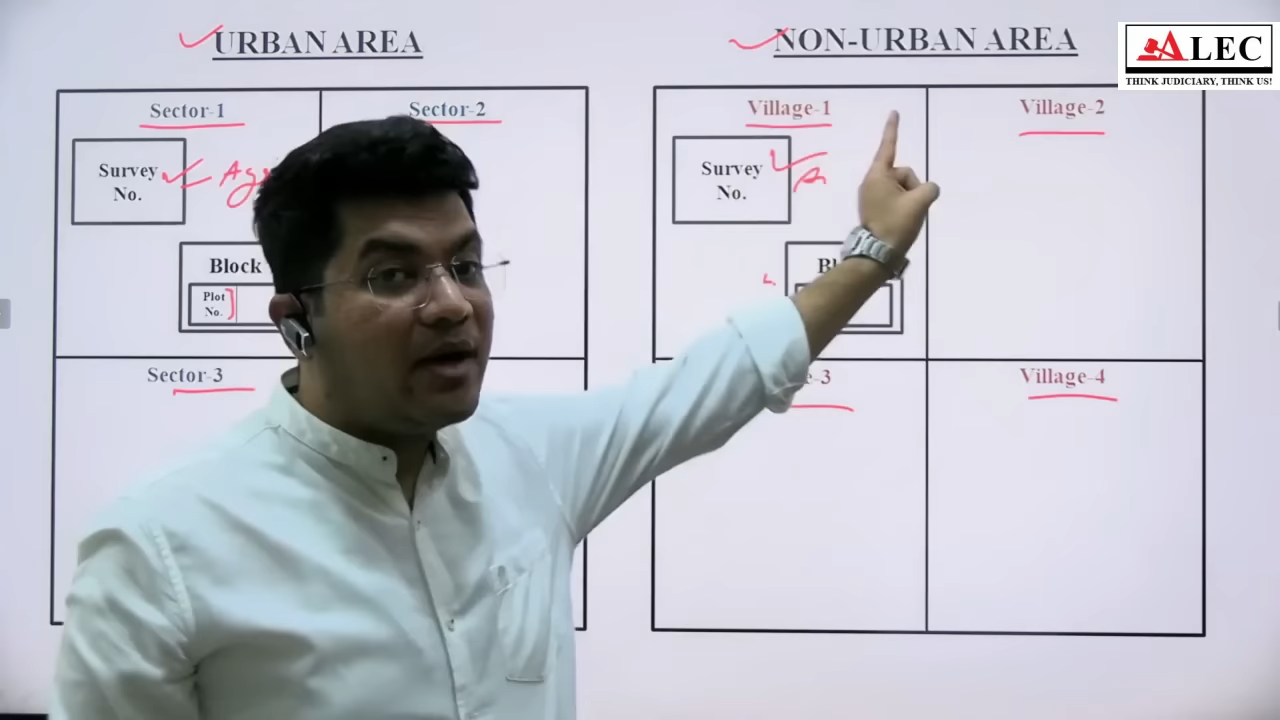 URBAN AREA
Sector-1
Sector-2
Survey
No.
Block
Plot
No.
Sector-3
NON-URBAN AREA
Village-1
Village-2
Survey
No.
Village-4
ALEC
THINK JUDICIARY, THINK US!